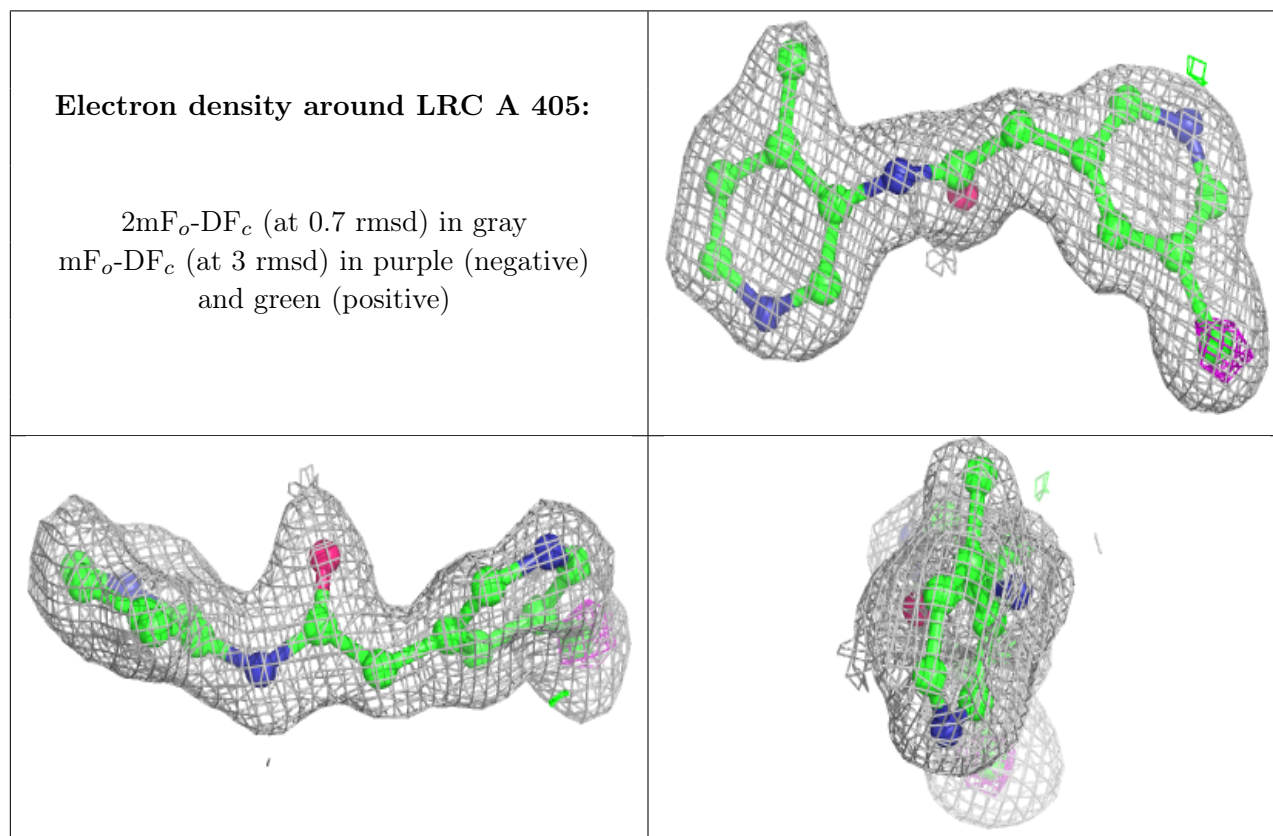 Electron density around LRC A 405:
2mFo-DFc (at 0.7 rmsd) in gray
mFo-DFc (at 3 rmsd) in purple (negative)
and green (positive)